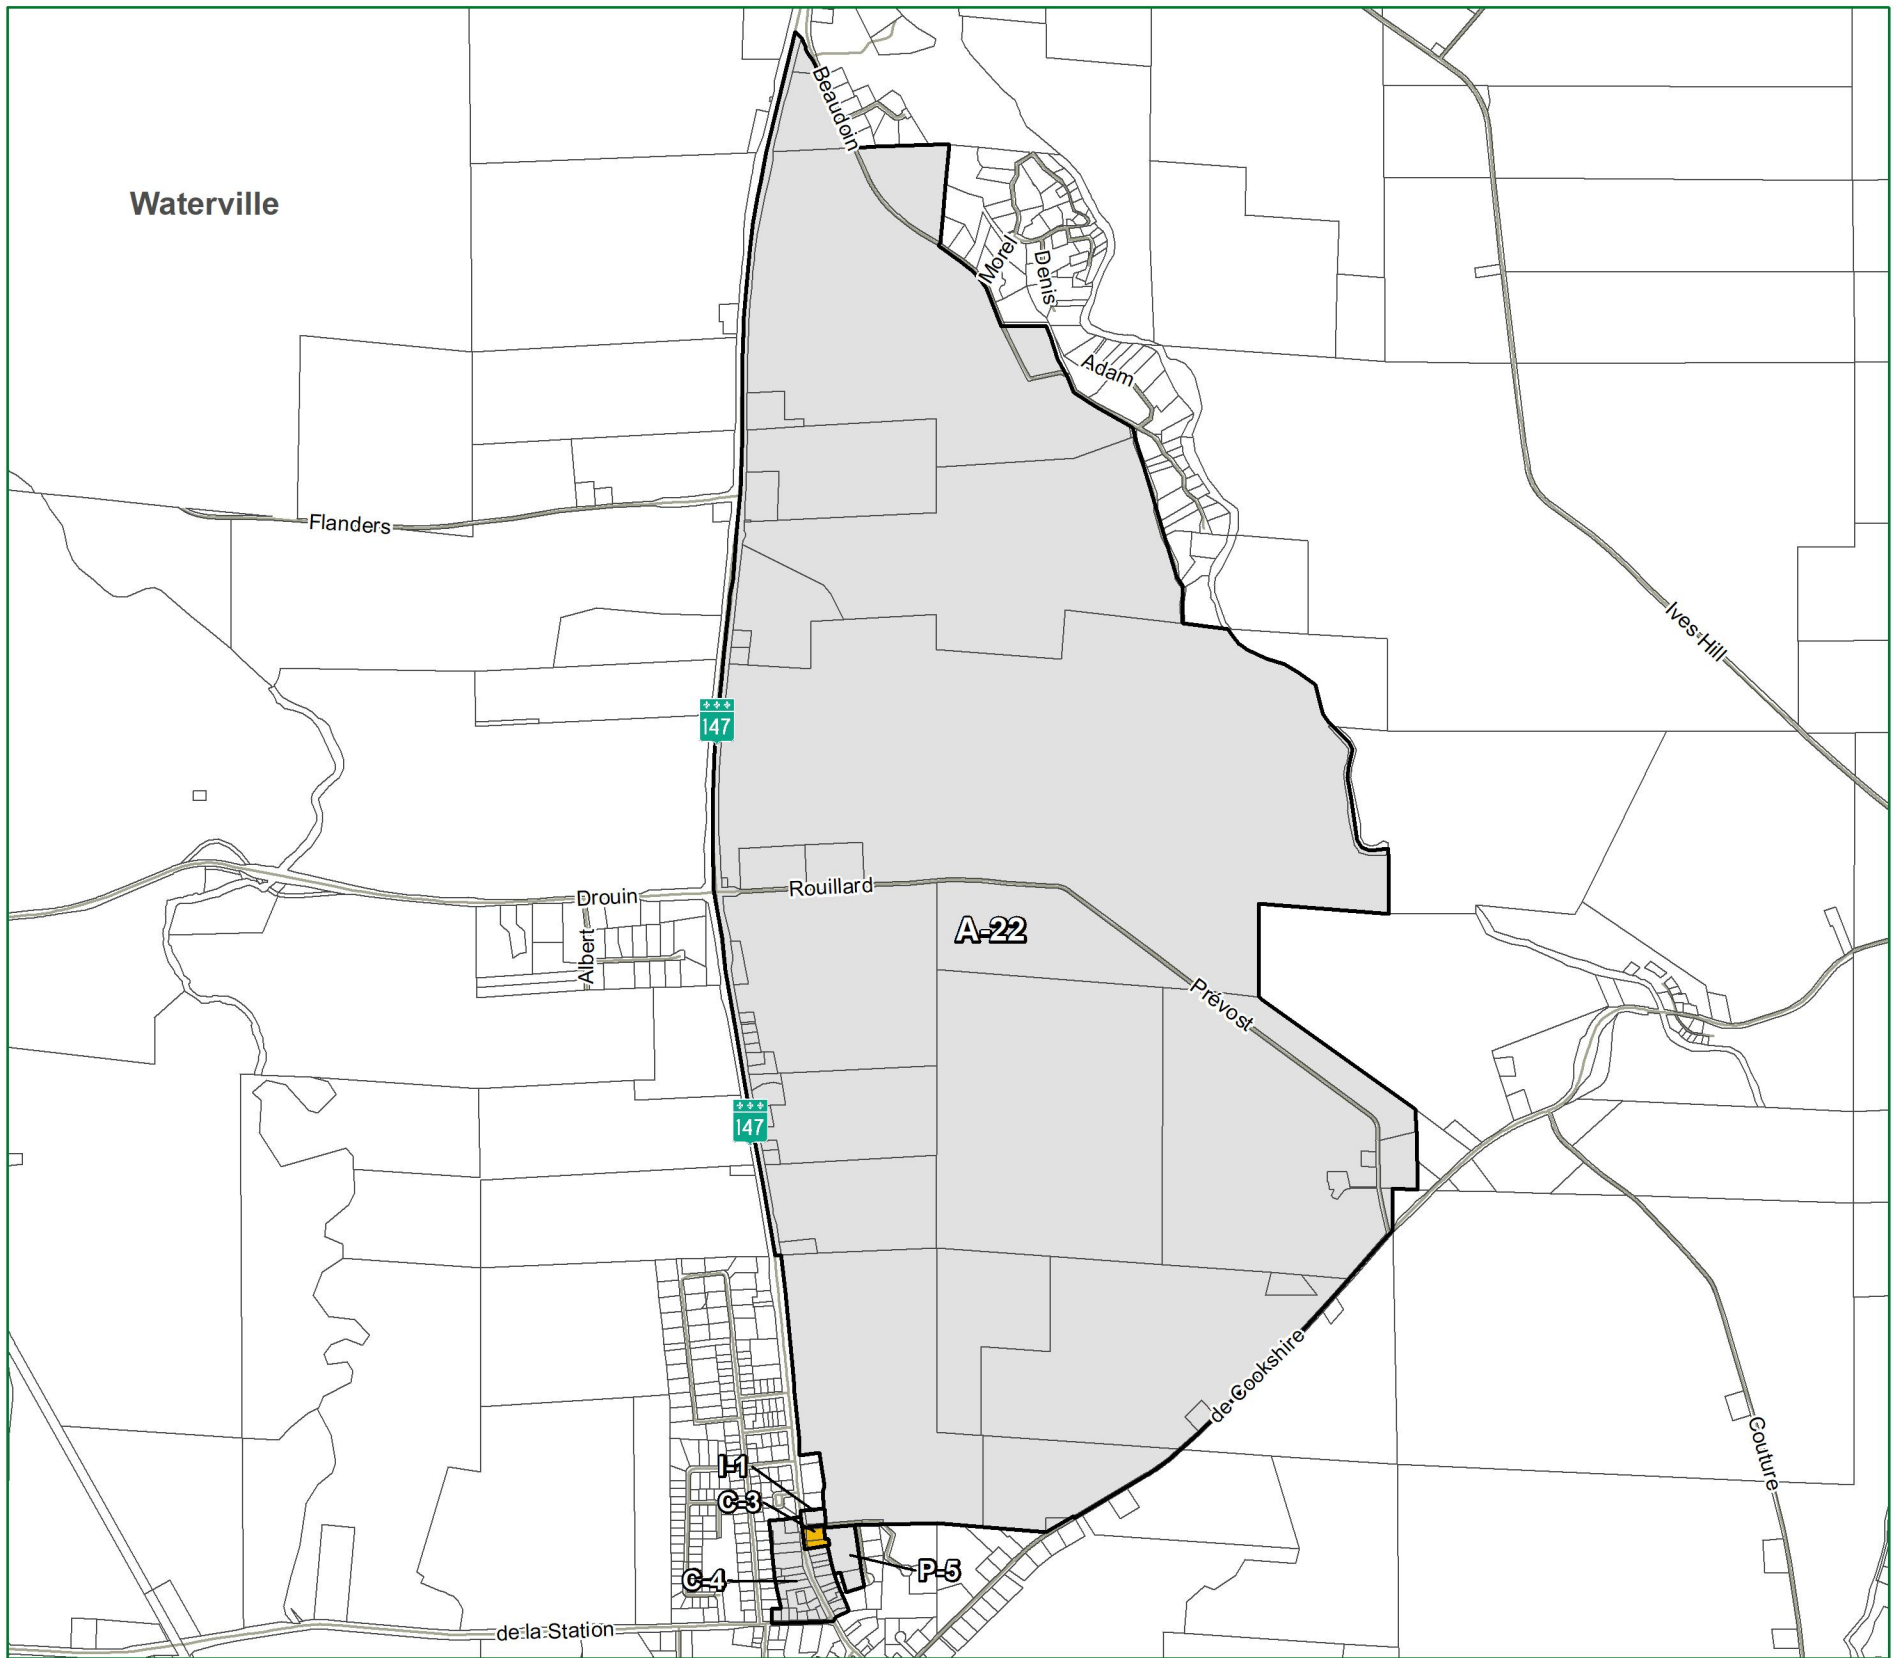 Beaudoin
Waterville
Morel
Denis
Adam
Flanders
Ives Hill
147
Drouin
Rouillard
Albert
A-22
Prévost
147
de Cookshire
Couture
I-1
C-3
C-4
P-5
de la Station